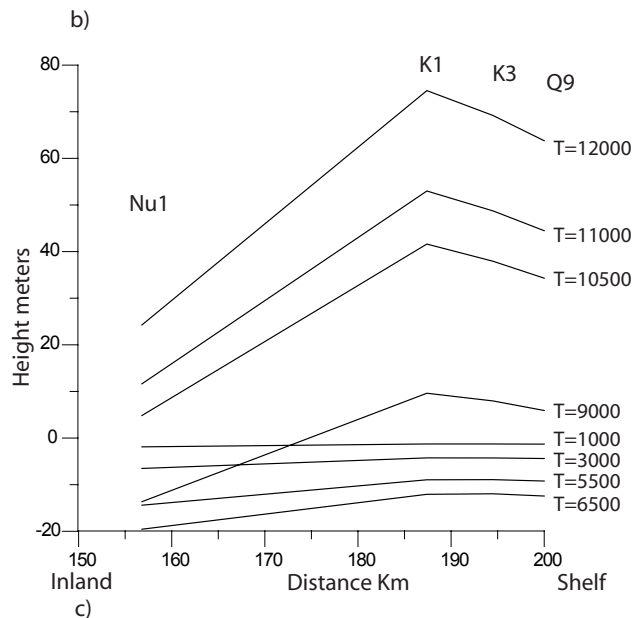 b)
80
K1
K3
Q9
T=12000
60
Nu1
T=11000
40
T=10500
Height meters
20
T=9000
0
T=1000
T=3000
T=5500
T=6500
-20
150 160 170 180 190 200
Inland Distance Km Shelf
c)